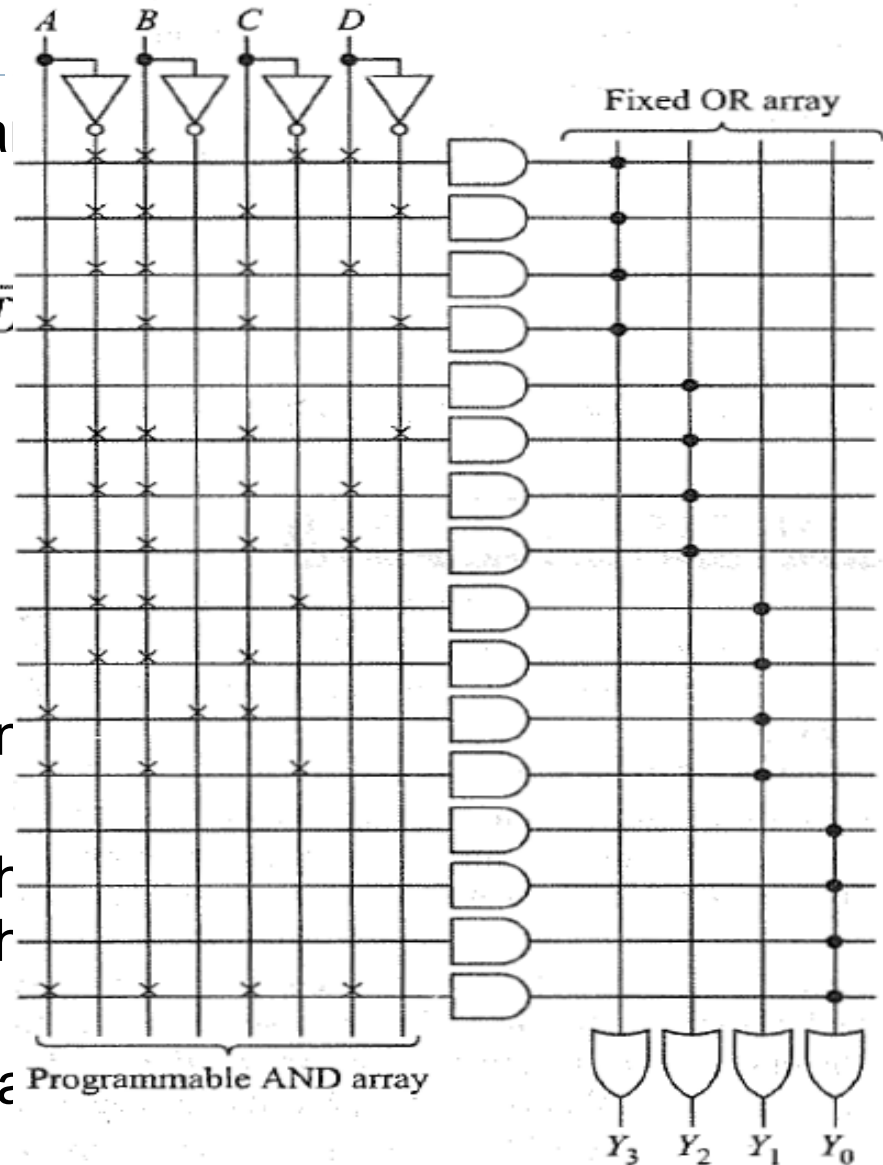 A B C D
Fixed OR array
Programmable AND array
Y₃ Y₂ Y₁ Y₀